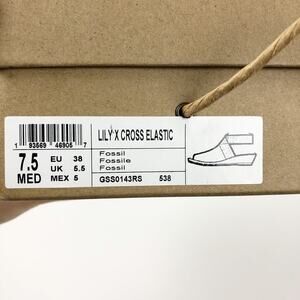 LILY X CROSS ELASTIC
1 93569 46905 7
7.5 EU 38
UK 5.5
MED MEX 5
Fossil
Fossile
Fossil
GSS0143RS 538